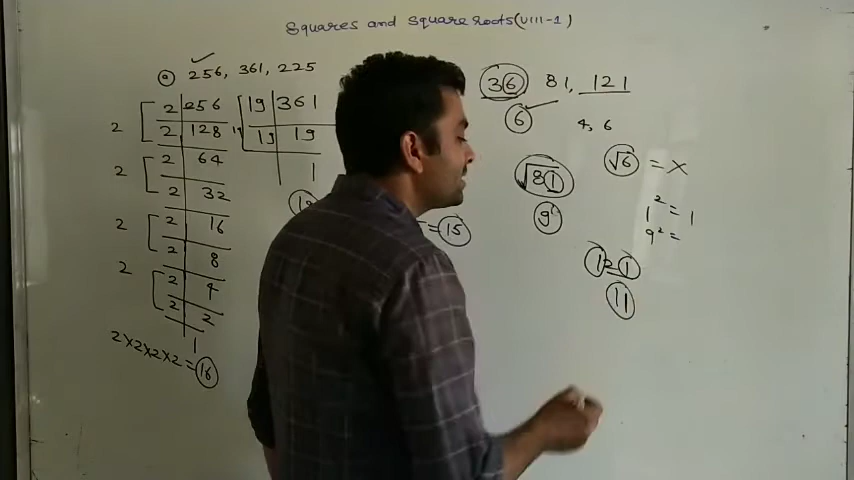 Squares and Square roots (VIII-1)
a 256, 361, 225
2 2 256
2 128
2 2 64
2 32
2 2 16
2 8
2 2 4
2 2
1
2×2×2×2=16
19 361
19 19
1
= 15
36 81, 121
6
4, 6
√81
9
√6 = ×
1² = 1
9² =
121
11